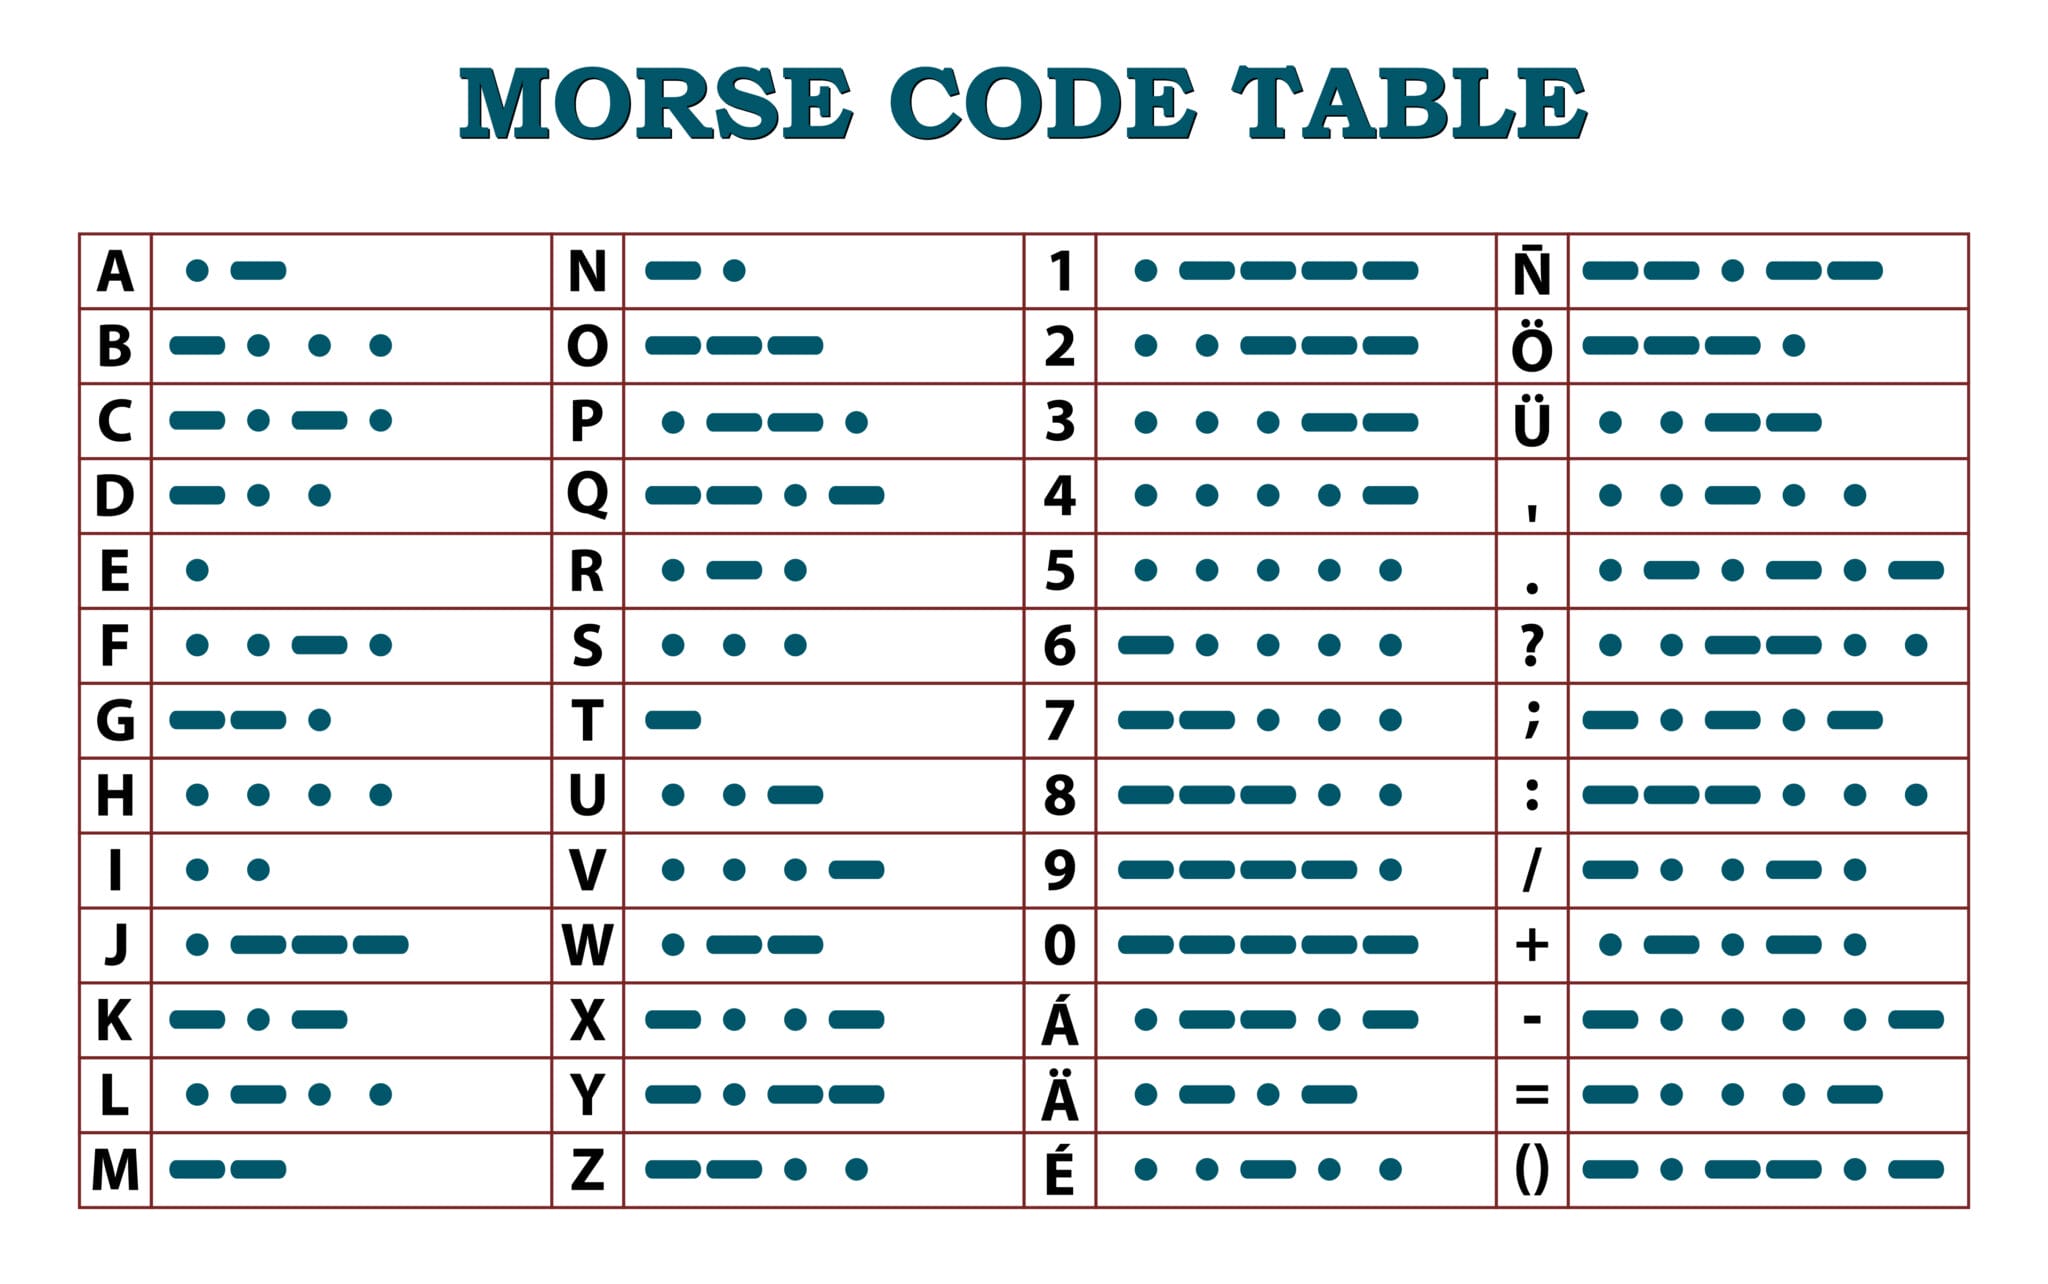 MORSE CODE TABLE
A • — N — • 1 • — — — — Ñ — — • — —
B — • • • O — — — 2 • • — — — Ö — — — •
C — • — • P • — — • 3 • • • — — Ü • • — —
D — • • Q — — • — 4 • • • • — ' • • — • •
E • R • — • 5 • • • • • . • — • — • —
F • • — • S • • • 6 — • • • • ? • • — — • •
G — — • T — 7 — — • • • ; — • — • —
H • • • • U • • — 8 — — — • • : — — — • • •
I • • V • • • — 9 — — — — • / — • • — •
J • — — — W • — — 0 — — — — — + • — • — •
K — • — X — • • — Á • — — • — - — • • • • —
L • — • • Y — • — — Ä • — • — = — • • • —
M — — Z — — • • É • • — • • () — • — — • —